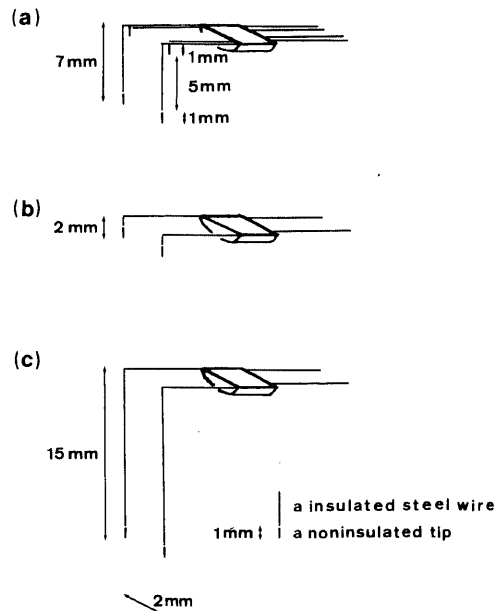 (a)
7mm
1mm
5mm
1mm
(b)
2 mm
(c)
15 mm
a insulated steel wire
1mm
a noninsulated tip
2mm